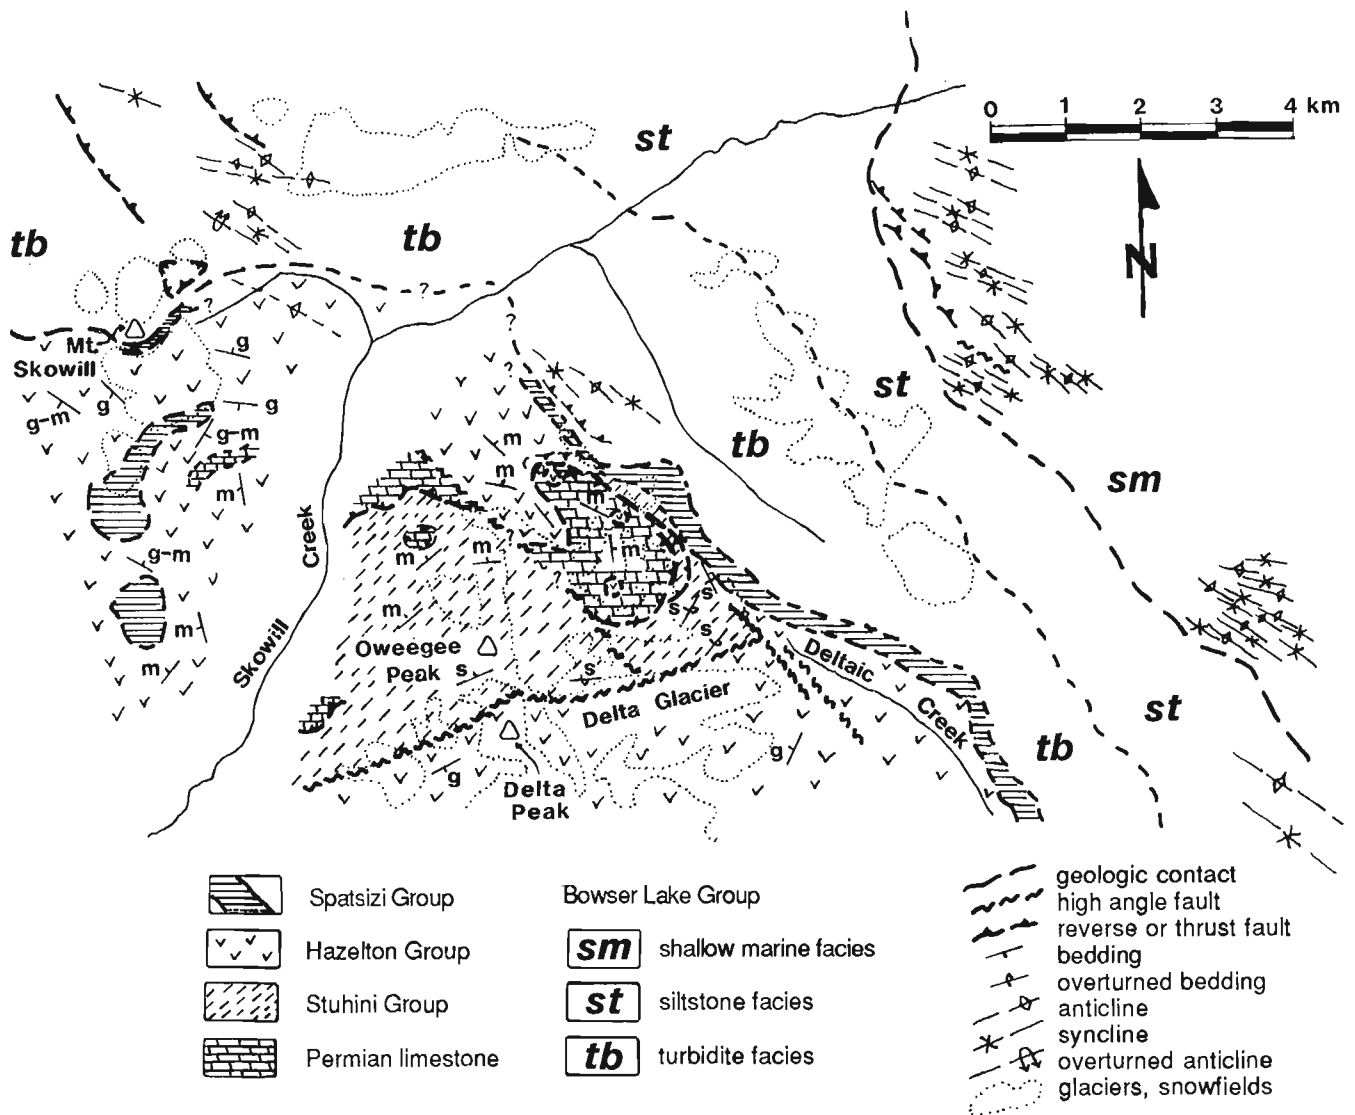 0 1 2 3 4 km
N
st
tb
tb
Mt.
Skowill
g
g
g
g-m
g-m
m
g-m
m
m
Creek
Skowill
?
?
?
?
?
?
m
m
m
m
m
m
m
s
s
s
s
s
Oweegee
Peak
Delta Glacier
Delta
Peak
g
g
Deltaic
Creek
tb
st
sm
st
tb
Spatsizi Group
Hazelton Group
Stuhini Group
Permian limestone
Bowser Lake Group
sm shallow marine facies
st siltstone facies
tb turbidite facies
geologic contact
high angle fault
reverse or thrust fault
bedding
overturned bedding
anticline
syncline
overturned anticline
glaciers, snowfields